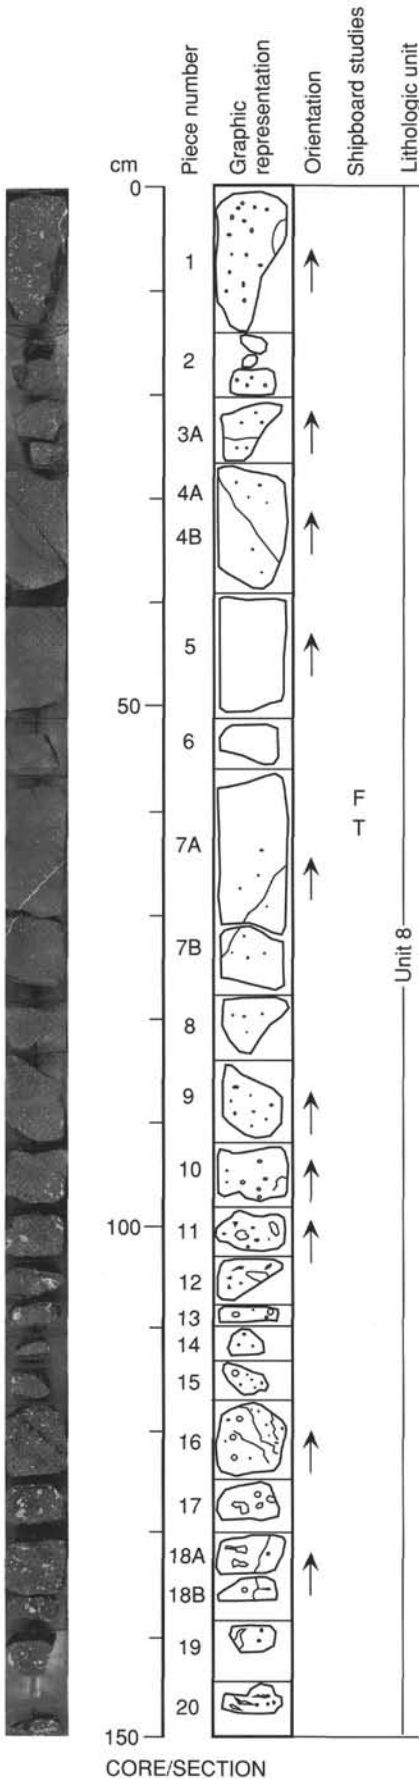 cm
Piece number
Graphic
representation
Orientation
Shipboard studies
Lithologic unit
0
1
2
3A
4A
4B
5
50
6
7A
F
T
7B
Unit 8
8
9
10
100
11
12
13
14
15
16
17
18A
18B
19
20
150
CORE/SECTION